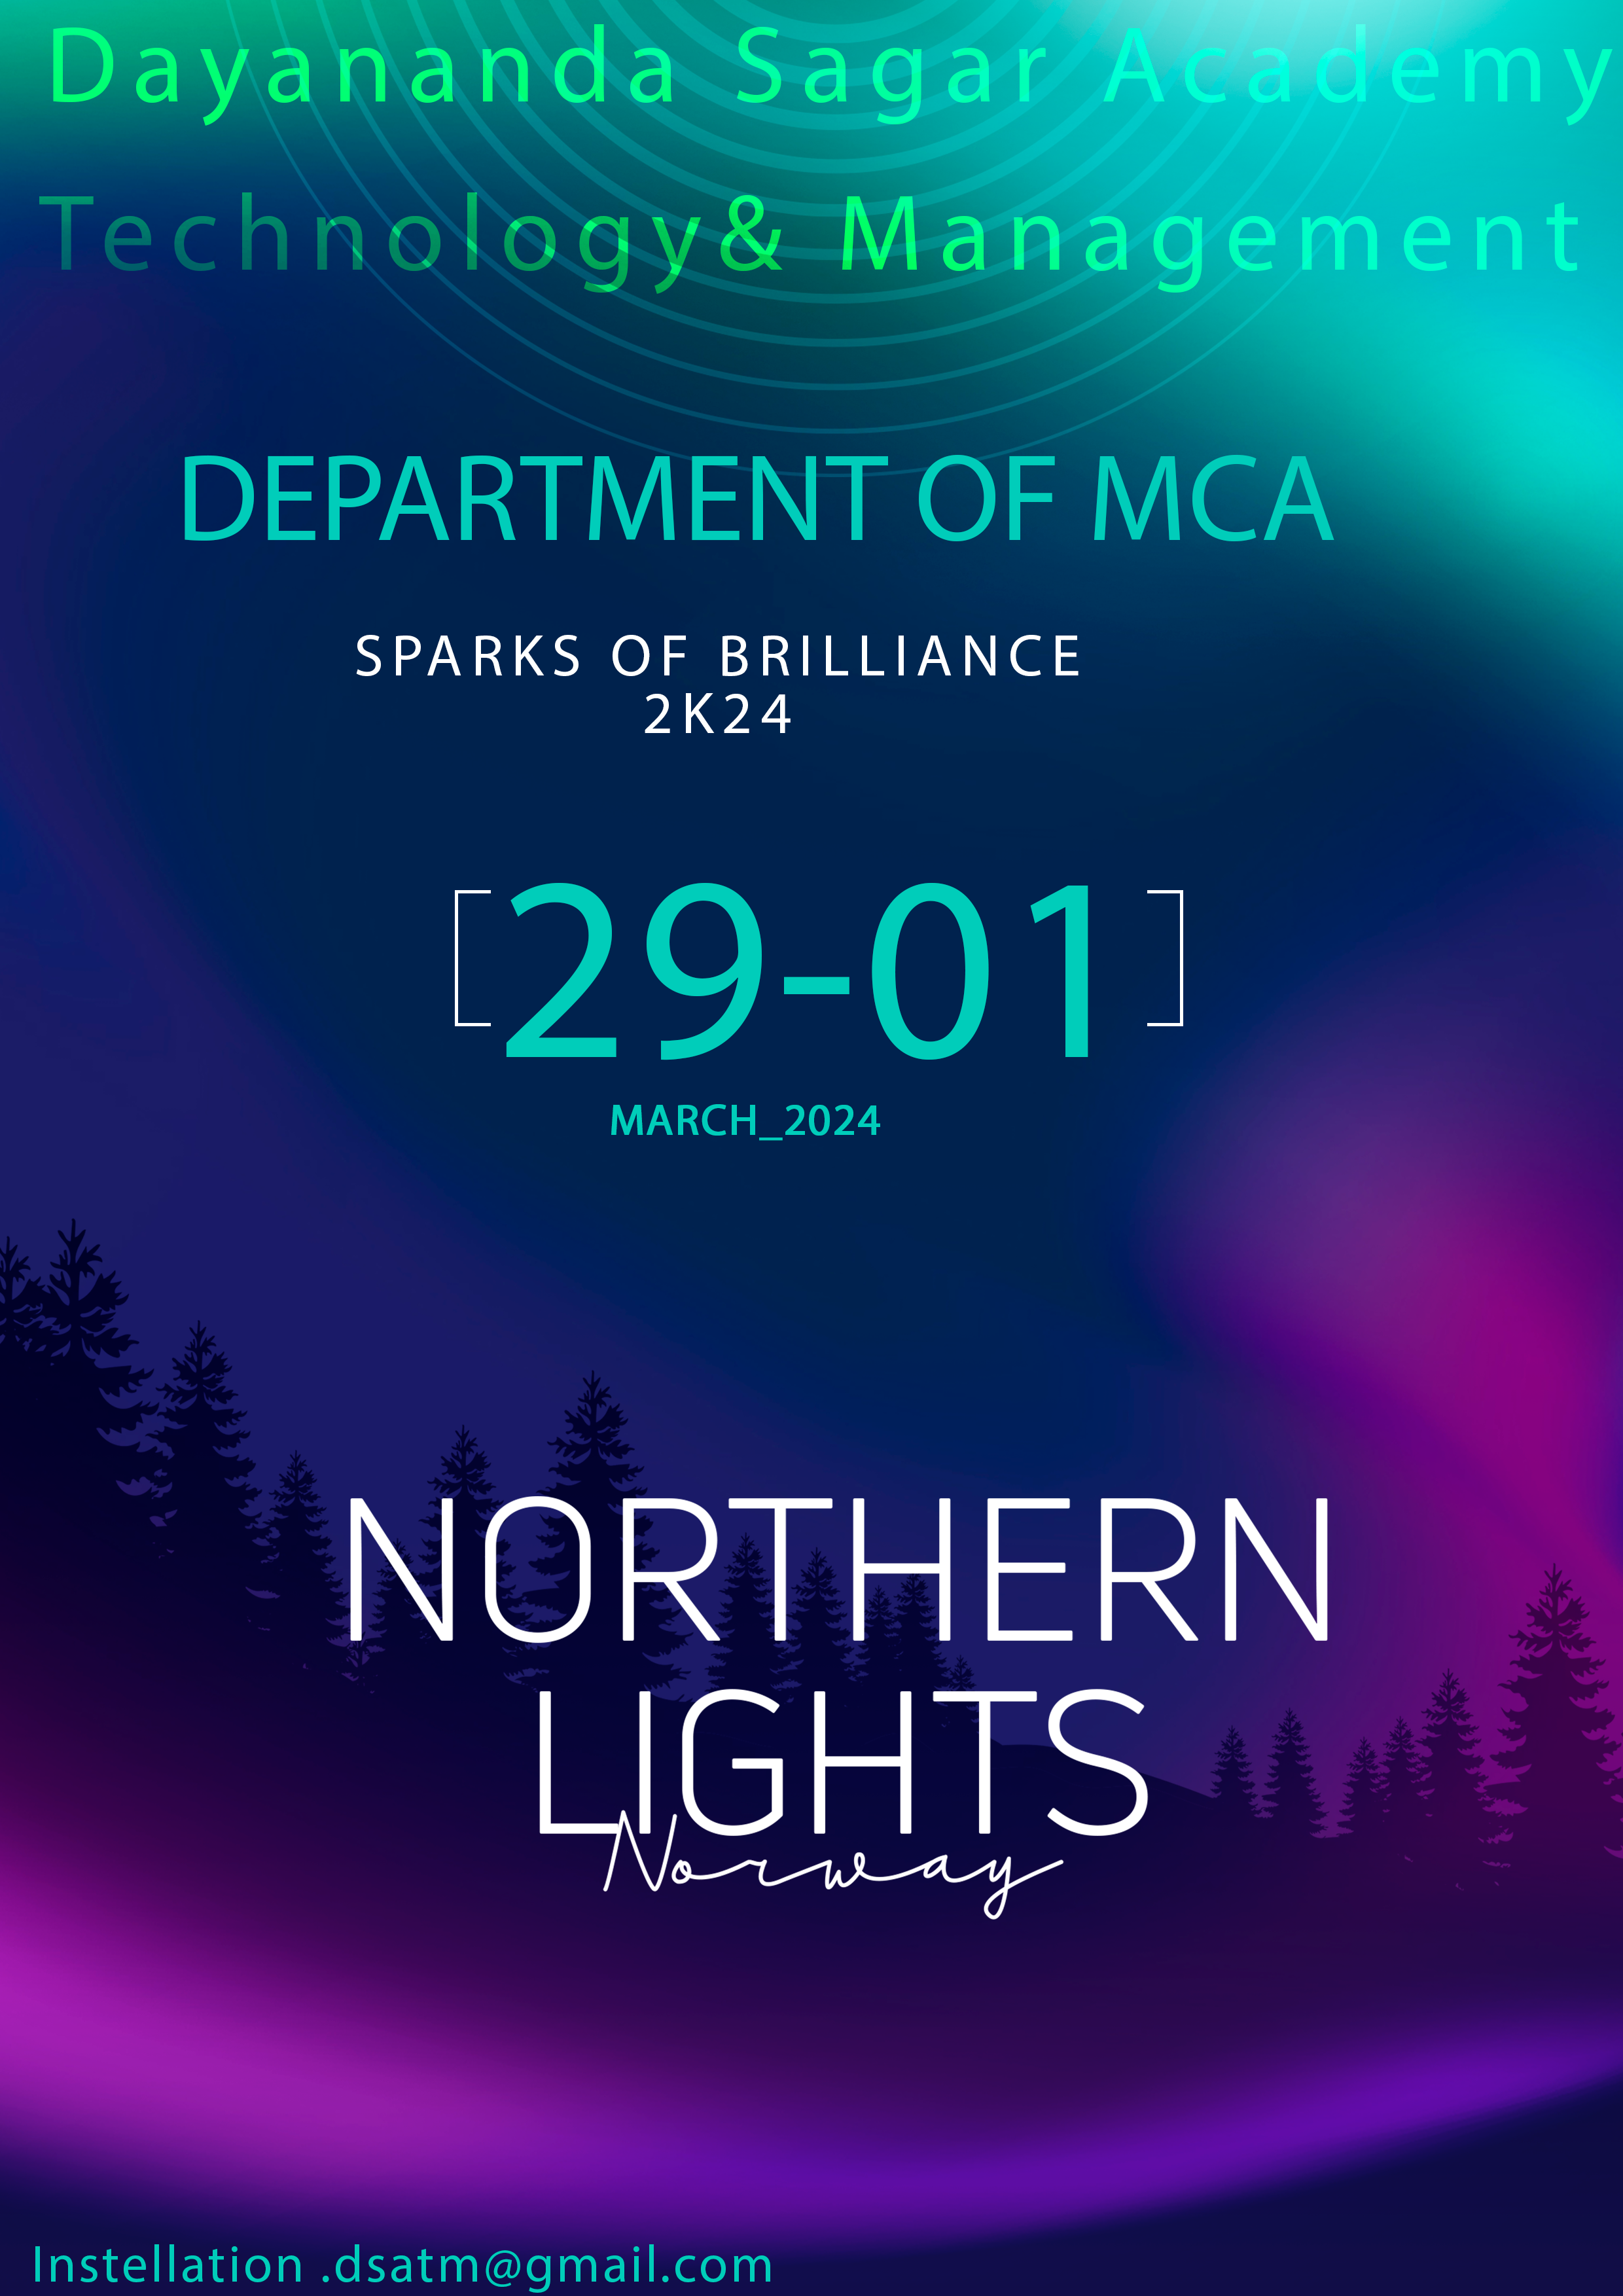 Dayananda Sagar Academy
Technology& Management
DEPARTMENT OF MCA
SPARKS OF BRILLIANCE
2K24
[29-01]
MARCH_2024
NORTHERN
LIGHTS
Norway
Instellation .dsatm@gmail.com